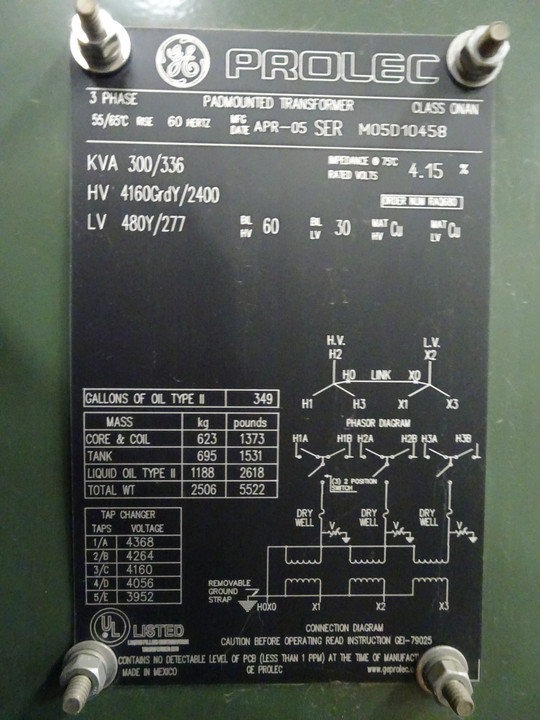 GE PROLEC
3 PHASE PADMOUNTED TRANSFORMER CLASS ONAN
55/65°C RISE 60 HERTZ MFG DATE APR-05 SER M05D10458
KVA 300/336 IMPEDANCE @ 75°C RATED VOLTS 4.15 %
HV 4160GrdY/2400
ORDER NUM
LV 480Y/277 BIL HV 60 BIL LV 30 MAT HV Cu MAT LV Cu
H.V. L.V.
H2 X2
H0 LINK X0
H1 H3 X1 X3
PHASOR DIAGRAM
GALLONS OF OIL TYPE II 349
MASS kg pounds
CORE & COIL 623 1373
TANK 695 1531
LIQUID OIL TYPE II 1188 2618
TOTAL WT 2506 5522
H1A H1B H2A H2B H3A H3B
(3) 2 POSITION
SWITCH
DRY WELL DRY WELL DRY WELL
V V V
TAP CHANGER
TAPS VOLTAGE
1/A 4368
2/B 4264
3/C 4160
4/D 4056
5/E 3952
REMOVABLE
GROUND
STRAP
H0X0 X1 X2 X3
UL LISTED
CONNECTION DIAGRAM
CAUTION BEFORE OPERATING READ INSTRUCTION GEI-79025
CONTAINS NO DETECTABLE LEVEL OF PCB (LESS THAN 1 PPM) AT THE TIME OF MANUFACT
MADE IN MEXICO GE PROLEC www.geprolec.c